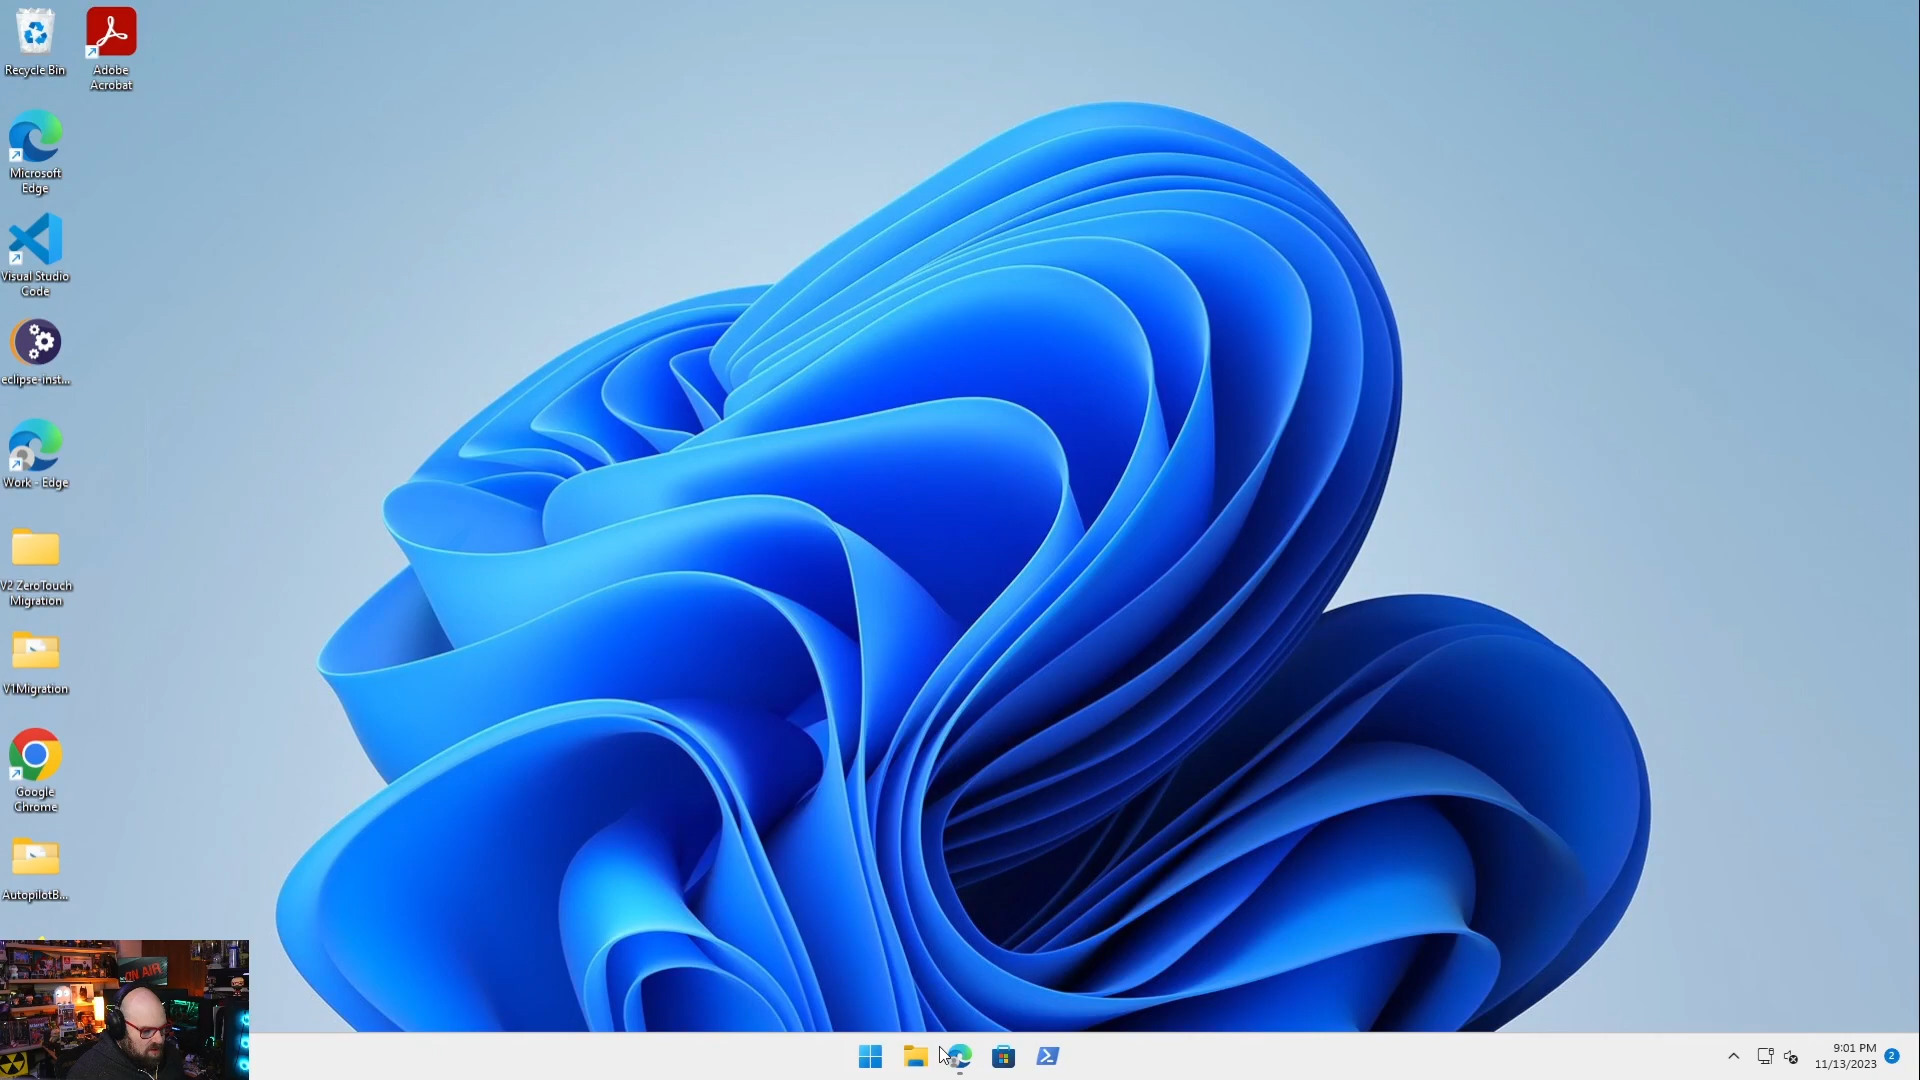 Recycle Bin
Adobe
Acrobat
Microsoft
Edge
Visual Studio
Code
eclipse-inst...
Work - Edge
V2 ZeroTouch
Migration
V1Migration
Google
Chrome
AutopilotB...
ON AIR
9:01 PM
11/13/2023
2